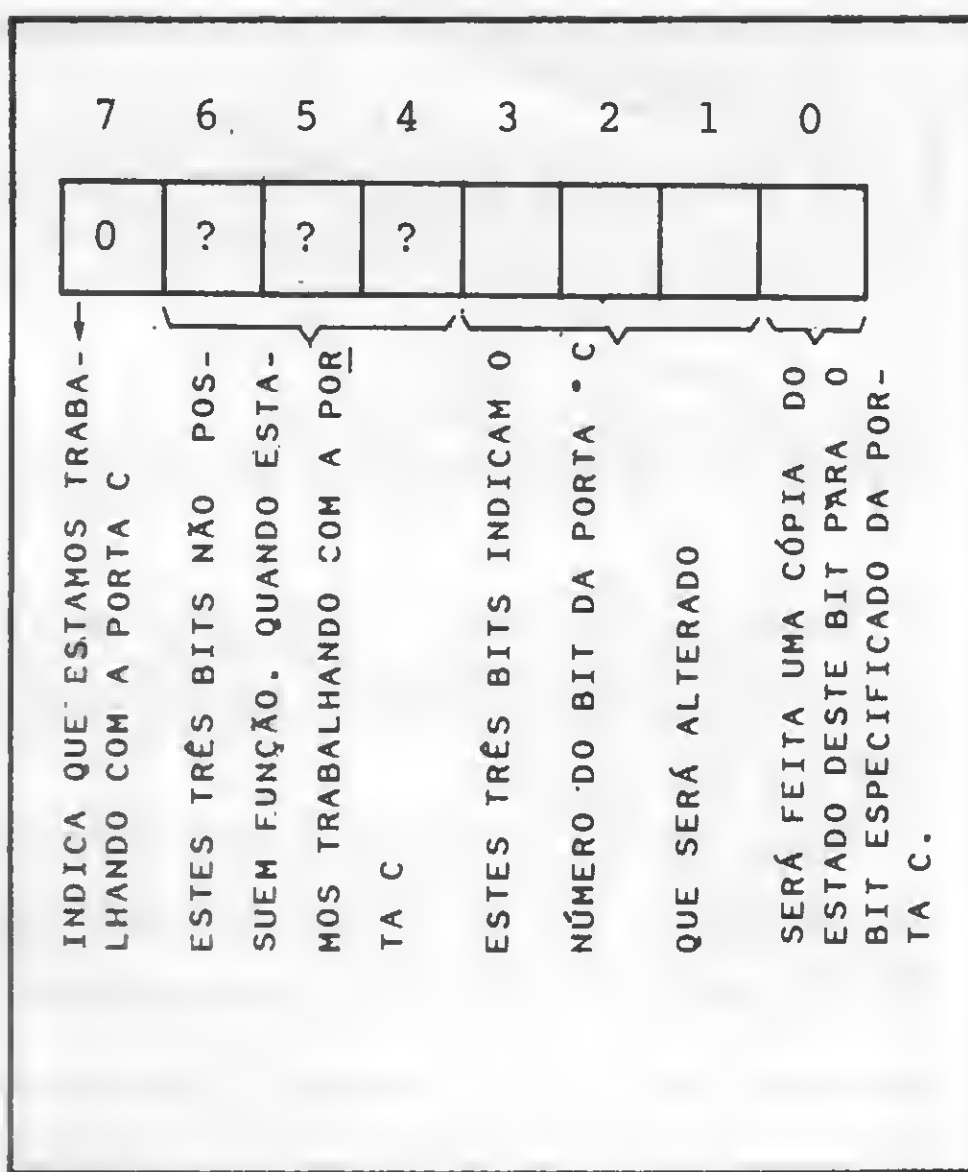 7 6 5 4 3 2 1 0
0 ? ? ?
INDICA QUE ESTAMOS TRABA-
LHANDO COM A PORTA C
ESTES TRÊS BITS NÃO POS-
SUEM FUNÇÃO. QUANDO ESTA-
MOS TRABALHANDO COM A POR
TA C
ESTES TRÊS BITS INDICAM O
NÚMERO DO BIT DA PORTA C
QUE SERÁ ALTERADO
SERÁ FEITA UMA CÓPIA DO
ESTADO DESTE BIT PARA O
BIT ESPECIFICADO DA POR-
TA C.